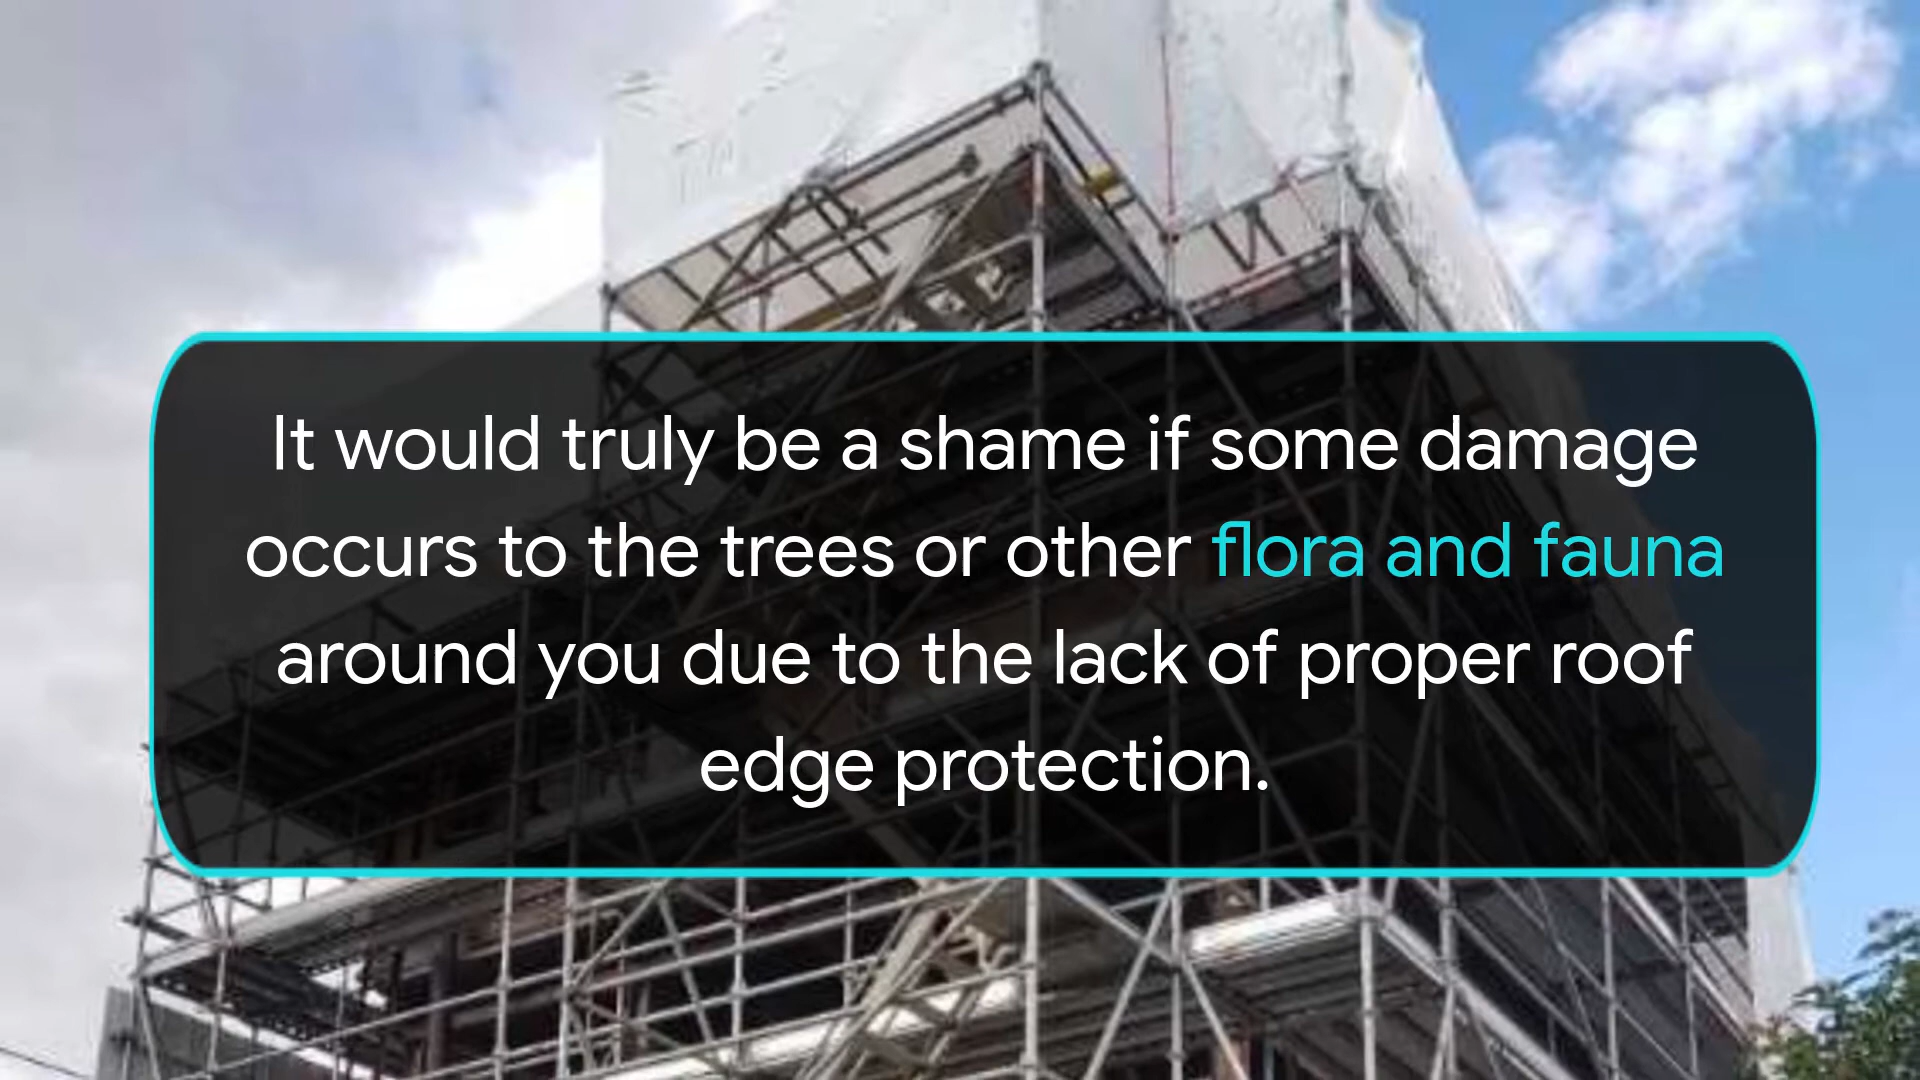 It would truly be a shame if some damage
occurs to the trees or other flora and fauna
around you due to the lack of proper roof
edge protection.